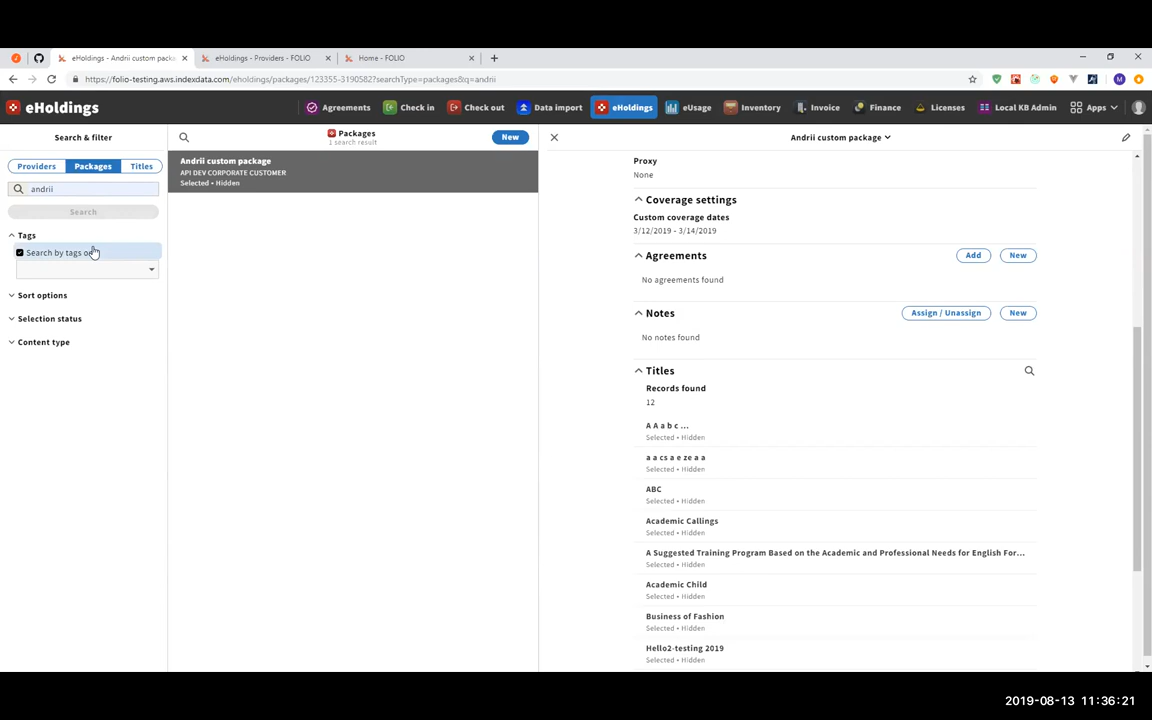 eHoldings - Andrii custom packa
eHoldings - Providers - FOLIO
Home - FOLIO
https://folio-testing.aws.indexdata.com/eholdings/packages/123355-3190582?searchType=packages&q=andrii
eHoldings
Agreements
Check in
Check out
Data import
eHoldings
eUsage
Inventory
Invoice
Finance
Licenses
Local KB Admin
Apps
Search & filter
Providers
Packages
Titles
andrii
Search
Tags
Search by tags
Sort options
Selection status
Content type
Packages
1 search result
New
Andrii custom package
API DEV CORPORATE CUSTOMER
Selected • Hidden
Andrii custom package
Proxy
None
Coverage settings
Custom coverage dates
3/12/2019 - 3/14/2019
Agreements
Add
New
No agreements found
Notes
Assign / Unassign
New
No notes found
Titles
Records found
12
A A a b c ...
Selected • Hidden
a a cs a e ze a a
Selected • Hidden
ABC
Selected • Hidden
Academic Callings
Selected • Hidden
A Suggested Training Program Based on the Academic and Professional Needs for English For...
Selected • Hidden
Academic Child
Selected • Hidden
Business of Fashion
Selected • Hidden
Hello2-testing 2019
Selected • Hidden
2019-08-13 11:36:21